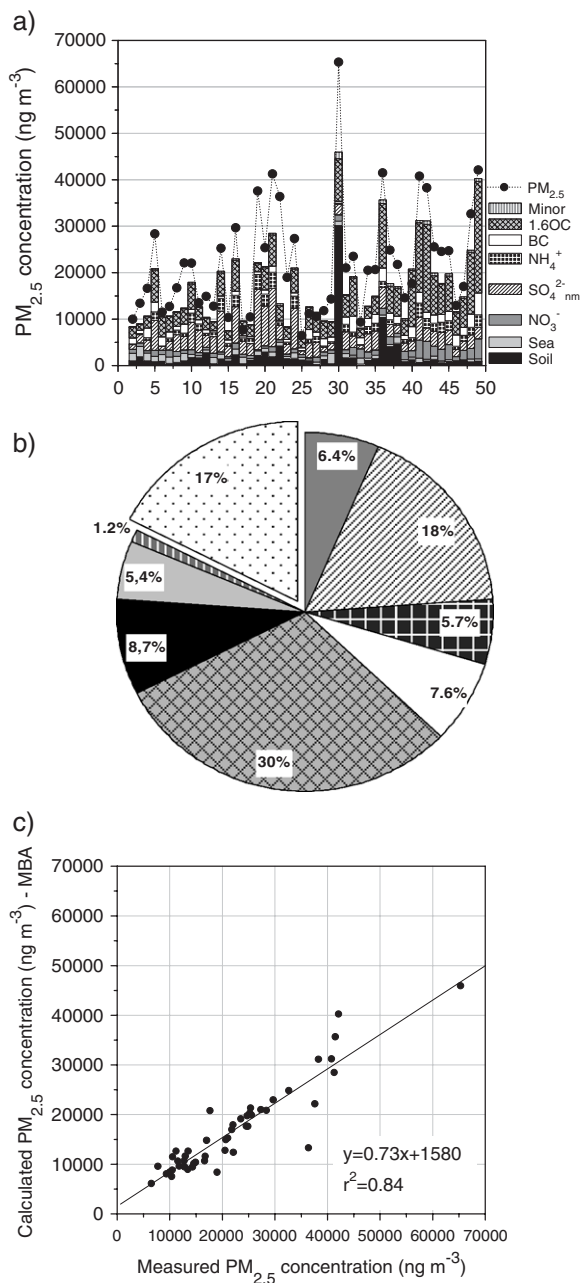 a)
70000
60000
50000
40000
30000
20000
10000
0
PM2.5 concentration (ng m-3)
0 5 10 15 20 25 30 35 40 45 50
PM2.5
Minor
1.6OC
BC
NH4+
SO42-nm
NO3-
Sea
Soil
b)
17%
6.4%
1.2%
18%
5,4%
5.7%
8,7%
7.6%
30%
c)
70000
60000
50000
40000
30000
20000
10000
0
Calculated PM2.5 concentration (ng m-3) - MBA
y=0.73x+1580
r2=0.84
0 10000 20000 30000 40000 50000 60000 70000
Measured PM2.5 concentration (ng m-3)